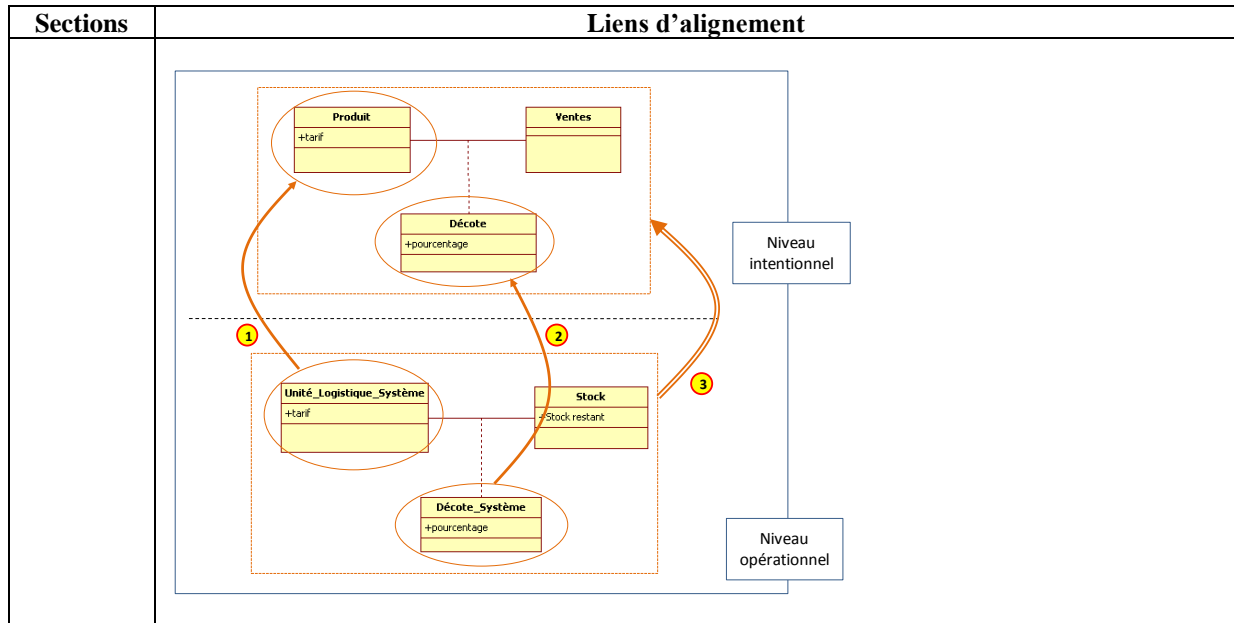 Sections
Liens d’alignement
Produit
+tarif
Ventes
Décote
+pourcentage
Niveau
intentionnel
1
2
3
Unité_Logistique_Système
+tarif
Stock
+Stock restant
Décote_Système
+pourcentage
Niveau
opérationnel